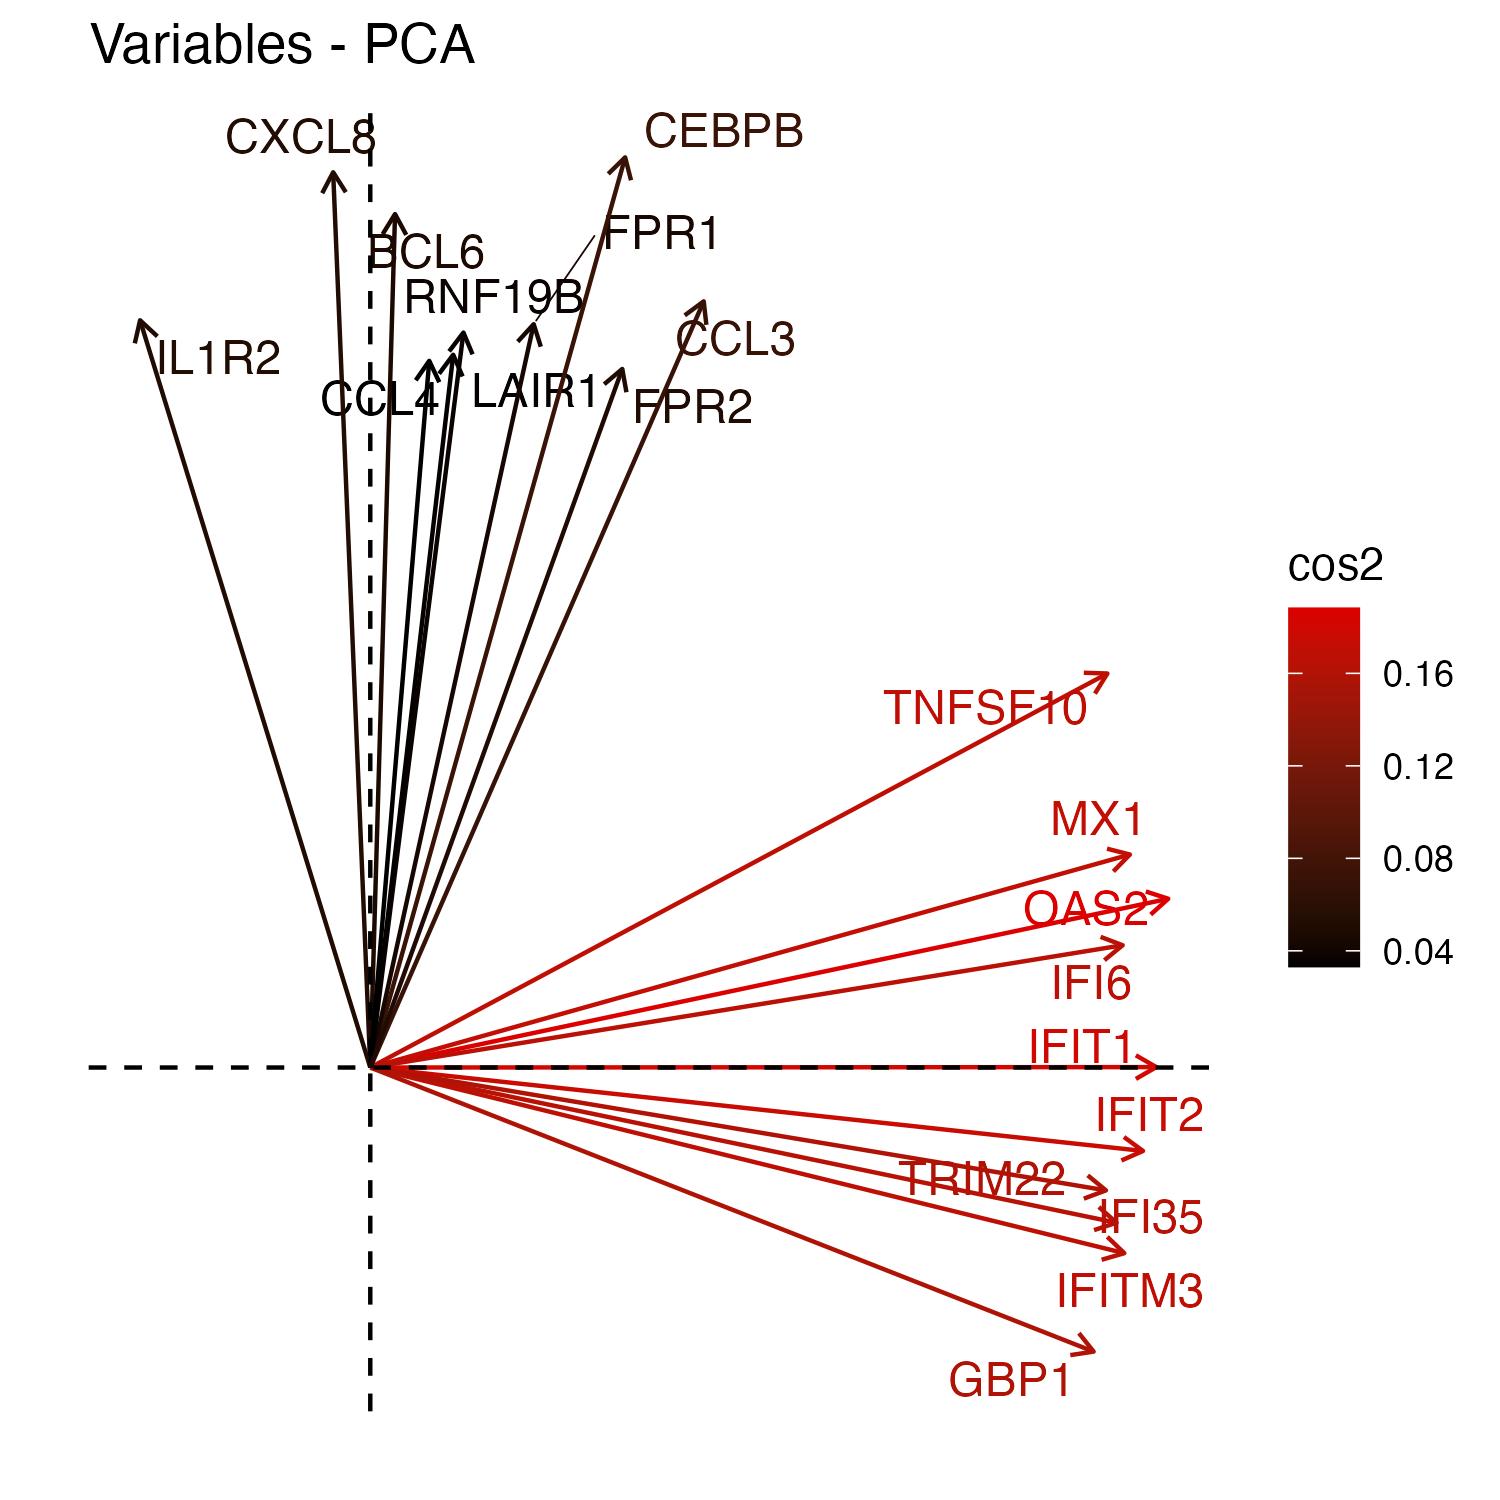 Variables - PCA
CXCL8
CEBPB
FPR1
BCL6
RNF19B
CCL3
IL1R2
LAIR1
CCL4
FPR2
cos2
0.16
0.12
0.08
0.04
TNFSF10
MX1
OAS2
IFI6
IFIT1
IFIT2
TRIM22
IFI35
IFITM3
GBP1